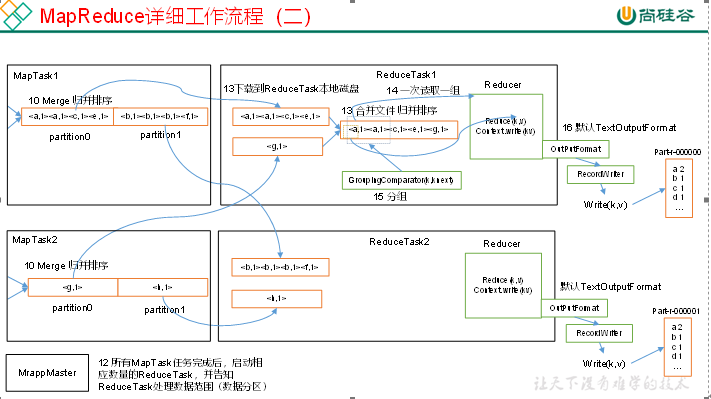 MapReduce详细工作流程（二）
尚硅谷
MapTask1
10 Merge 归并排序
<a,1><a,1><c,1><e,1>
<b,1><b,1><b,1><f,1>
partition0
partition1
ReduceTask1
13下载到ReduceTask本地磁盘
<a,1><a,1><c,1><e,1>
<g,1>
13 合并文件 归并排序
<a,1><a,1><c,1><e,1><g,1>
GroupingComparator(k,knext)
15 分组
14 一次读取一组
Reducer
Reduce(k,v)
Context.write(k,v)
16 默认TextOutputFormat
OutPutFormat
RecordWriter
Write(k,v)
Part-r-000000
a 2
b 1
c 1
d 1
...
MapTask2
10 Merge 归并排序
<g,1>
<h,1>
partition0
partition1
ReduceTask2
<b,1><b,1><b,1><f,1>
<h,1>
Reducer
Reduce(k,v)
Context.write(k,v)
默认TextOutputFormat
OutPutFormat
RecordWriter
Write(k,v)
Part-r-000001
a 2
b 1
c 1
d 1
...
MrappMaster
12 所有MapTask任务完成后，启动相
应数量的ReduceTask，并告知
ReduceTask处理数据范围（数据分区）
让天下没有难学的技术